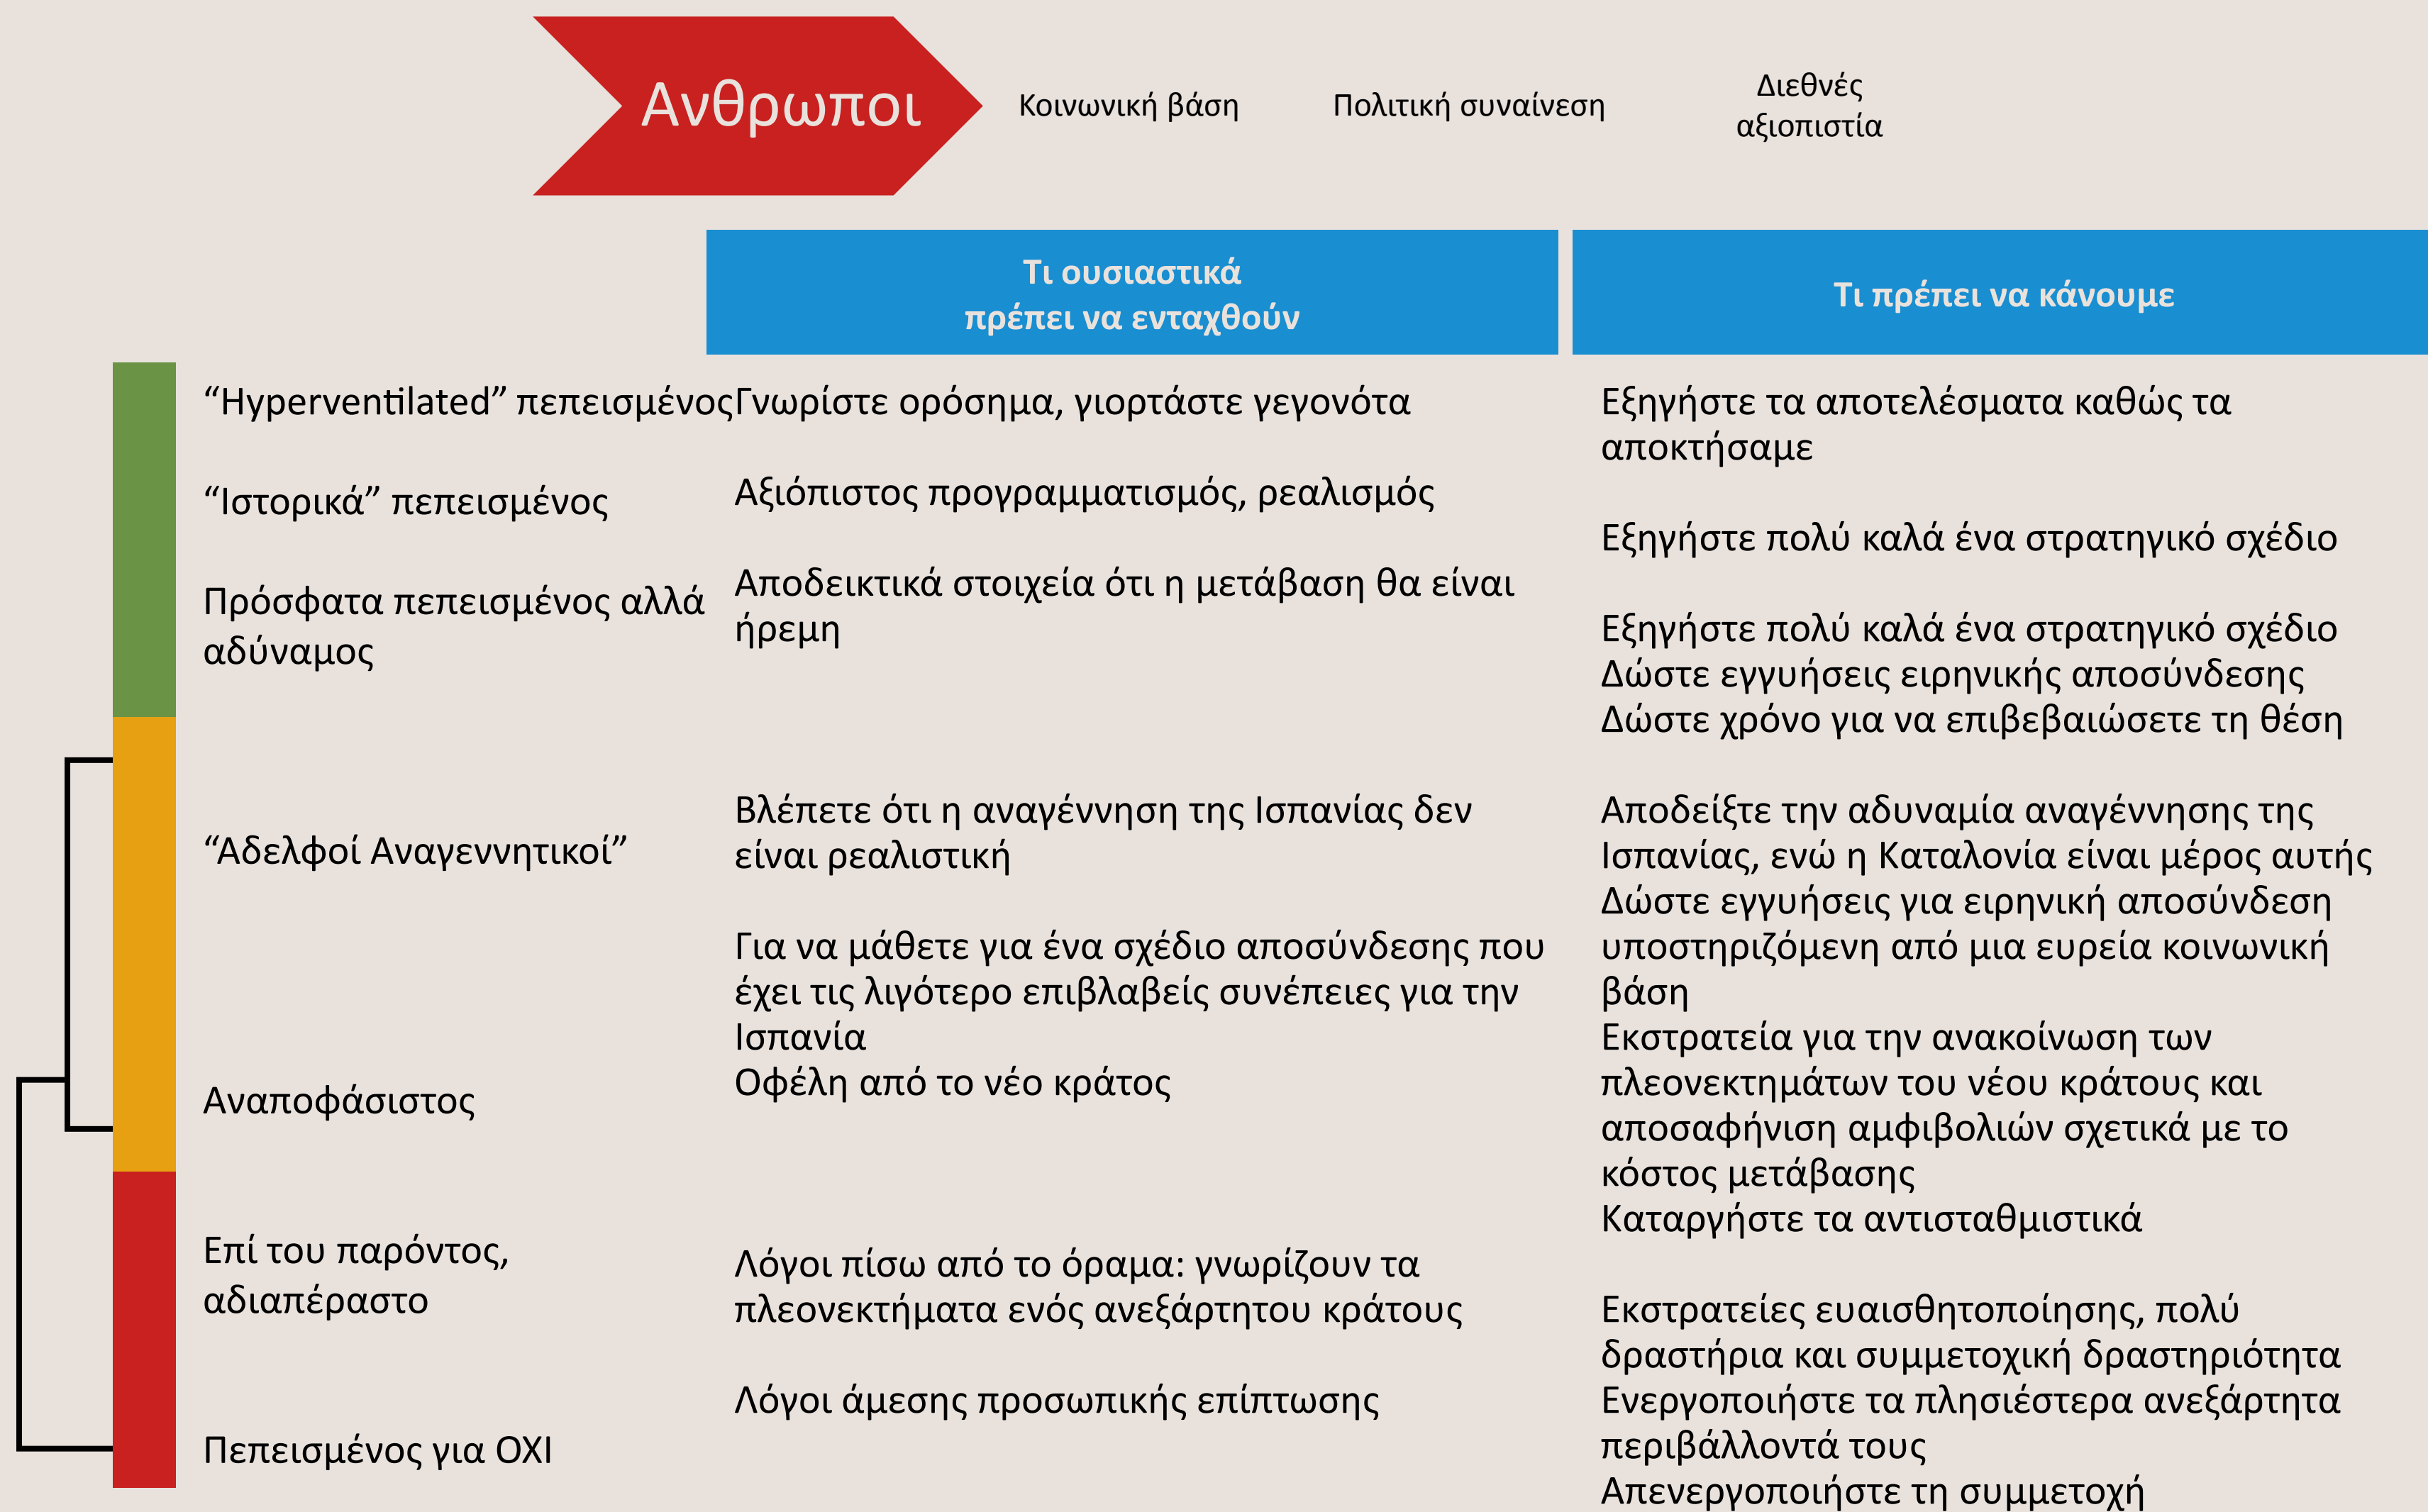 Ανθρωποι
Κοινωνική βάση
Πολιτική συναίνεση
Διεθνές
αξιοπιστία
Τι ουσιαστικά
πρέπει να ενταχθούν
Τι πρέπει να κάνουμε
“Hyperventilated” πεπεισμένος
“Ιστορικά” πεπεισμένος
Πρόσφατα πεπεισμένος αλλά
αδύναμος
“Αδελφοί Αναγεννητικοί”
Αναποφάσιστος
Επί του παρόντος,
αδιαπέραστο
Πεπεισμένος για ΟΧΙ
Γνωρίστε ορόσημα, γιορτάστε γεγονότα
Αξιόπιστος προγραμματισμός, ρεαλισμός
Αποδεικτικά στοιχεία ότι η μετάβαση θα είναι
ήρεμη
Βλέπετε ότι η αναγέννηση της Ισπανίας δεν
είναι ρεαλιστική
Για να μάθετε για ένα σχέδιο αποσύνδεσης που
έχει τις λιγότερο επιβλαβείς συνέπειες για την
Ισπανία
Οφέλη από το νέο κράτος
Λόγοι πίσω από το όραμα: γνωρίζουν τα
πλεονεκτήματα ενός ανεξάρτητου κράτους
Λόγοι άμεσης προσωπικής επίπτωσης
Εξηγήστε τα αποτελέσματα καθώς τα
αποκτήσαμε
Εξηγήστε πολύ καλά ένα στρατηγικό σχέδιο
Εξηγήστε πολύ καλά ένα στρατηγικό σχέδιο
Δώστε εγγυήσεις ειρηνικής αποσύνδεσης
Δώστε χρόνο για να επιβεβαιώσετε τη θέση
Αποδείξτε την αδυναμία αναγέννησης της
Ισπανίας, ενώ η Καταλονία είναι μέρος αυτής
Δώστε εγγυήσεις για ειρηνική αποσύνδεση
υποστηριζόμενη από μια ευρεία κοινωνική
βάση
Εκστρατεία για την ανακοίνωση των
πλεονεκτημάτων του νέου κράτους και
αποσαφήνιση αμφιβολιών σχετικά με το
κόστος μετάβασης
Καταργήστε τα αντισταθμιστικά
Εκστρατείες ευαισθητοποίησης, πολύ
δραστήρια και συμμετοχική δραστηριότητα
Ενεργοποιήστε τα πλησιέστερα ανεξάρτητα
περιβάλλοντά τους
Απενεργοποιήστε τη συμμετοχή